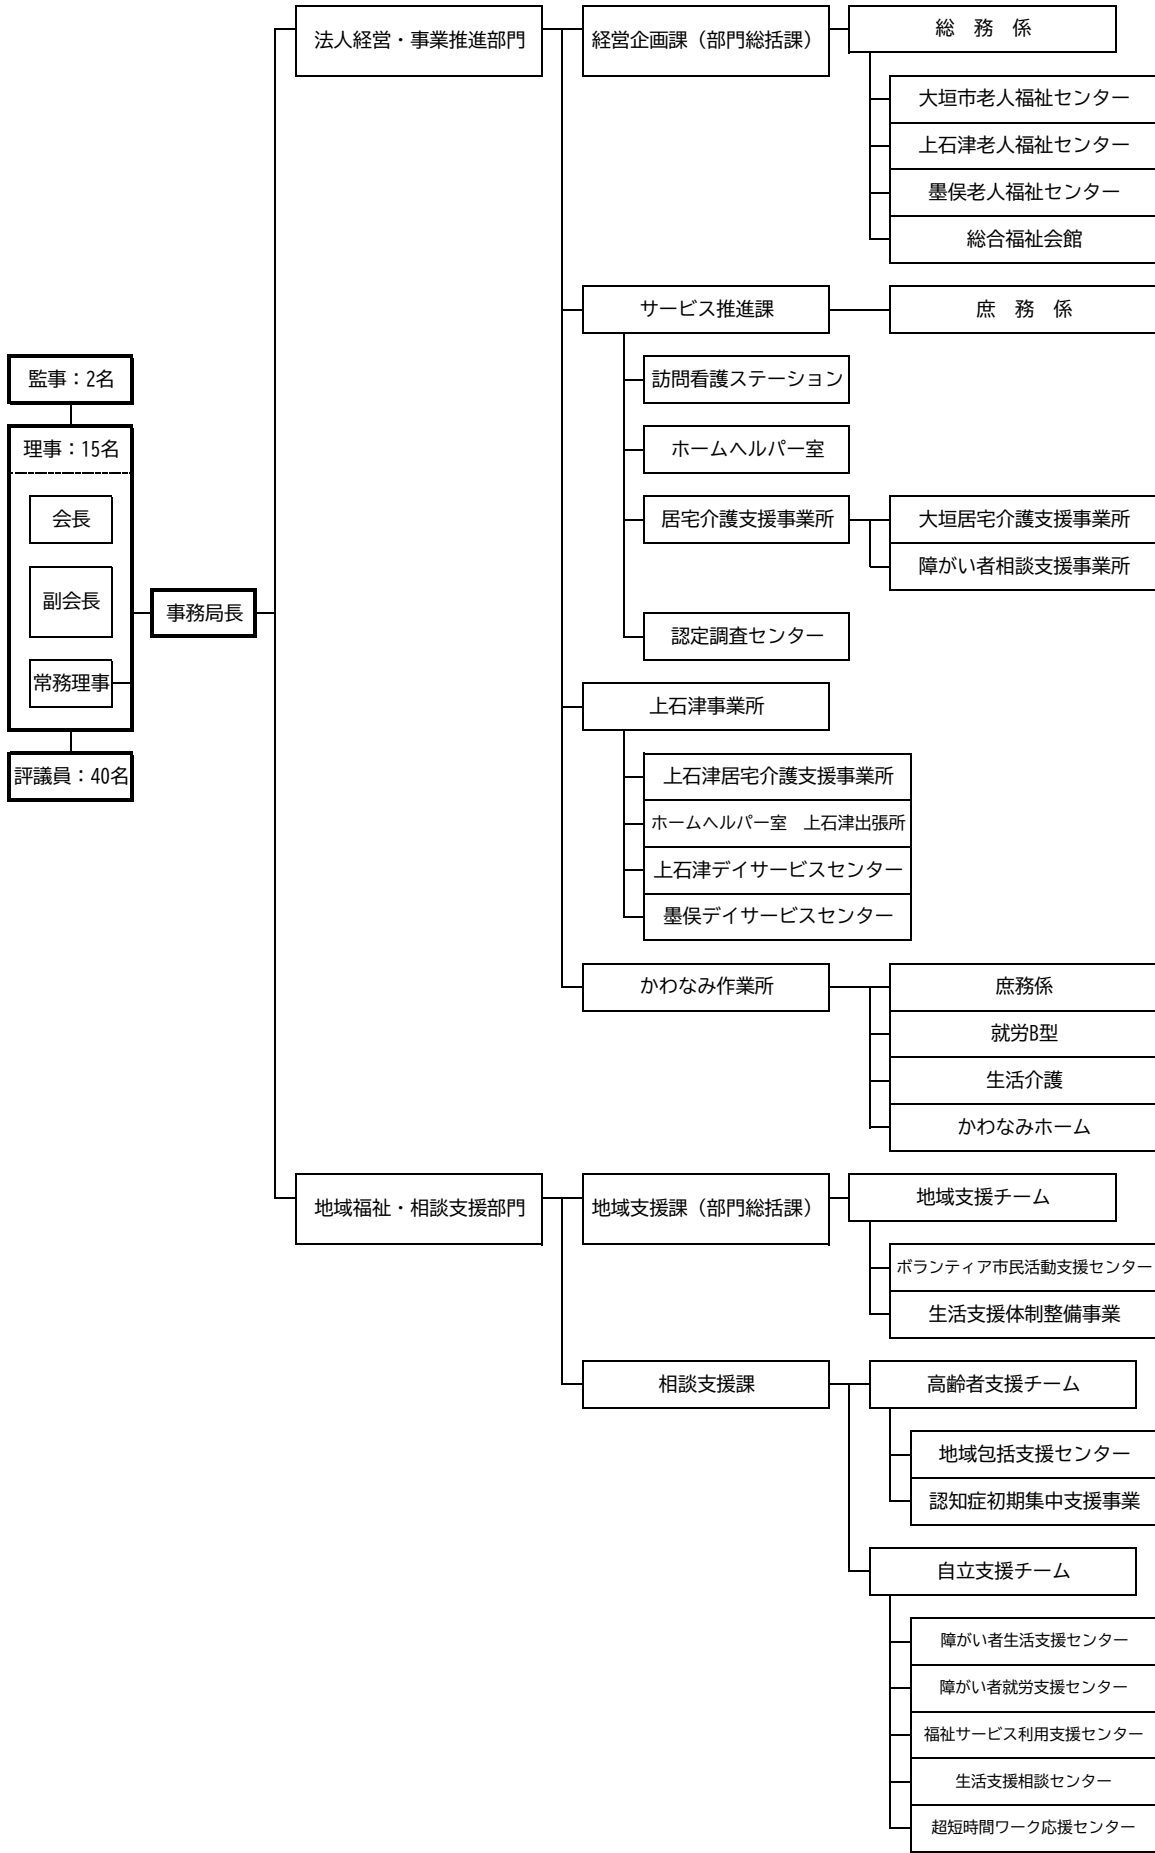 監事：2名
理事：15名
会長
副会長
常務理事
評議員：40名
事務局長
法人経営・事業推進部門
経営企画課（部門総括課）
総　務　係
大垣市老人福祉センター
上石津老人福祉センター
墨俣老人福祉センター
総合福祉会館
サービス推進課
庶　務　係
訪問看護ステーション
ホームヘルパー室
居宅介護支援事業所
大垣居宅介護支援事業所
障がい者相談支援事業所
認定調査センター
上石津事業所
上石津居宅介護支援事業所
ホームヘルパー室　上石津出張所
上石津デイサービスセンター
墨俣デイサービスセンター
かわなみ作業所
庶務係
就労B型
生活介護
かわなみホーム
地域福祉・相談支援部門
地域支援課（部門総括課）
地域支援チーム
ボランティア市民活動支援センター
生活支援体制整備事業
相談支援課
高齢者支援チーム
地域包括支援センター
認知症初期集中支援事業
自立支援チーム
障がい者生活支援センター
障がい者就労支援センター
福祉サービス利用支援センター
生活支援相談センター
超短時間ワーク応援センター